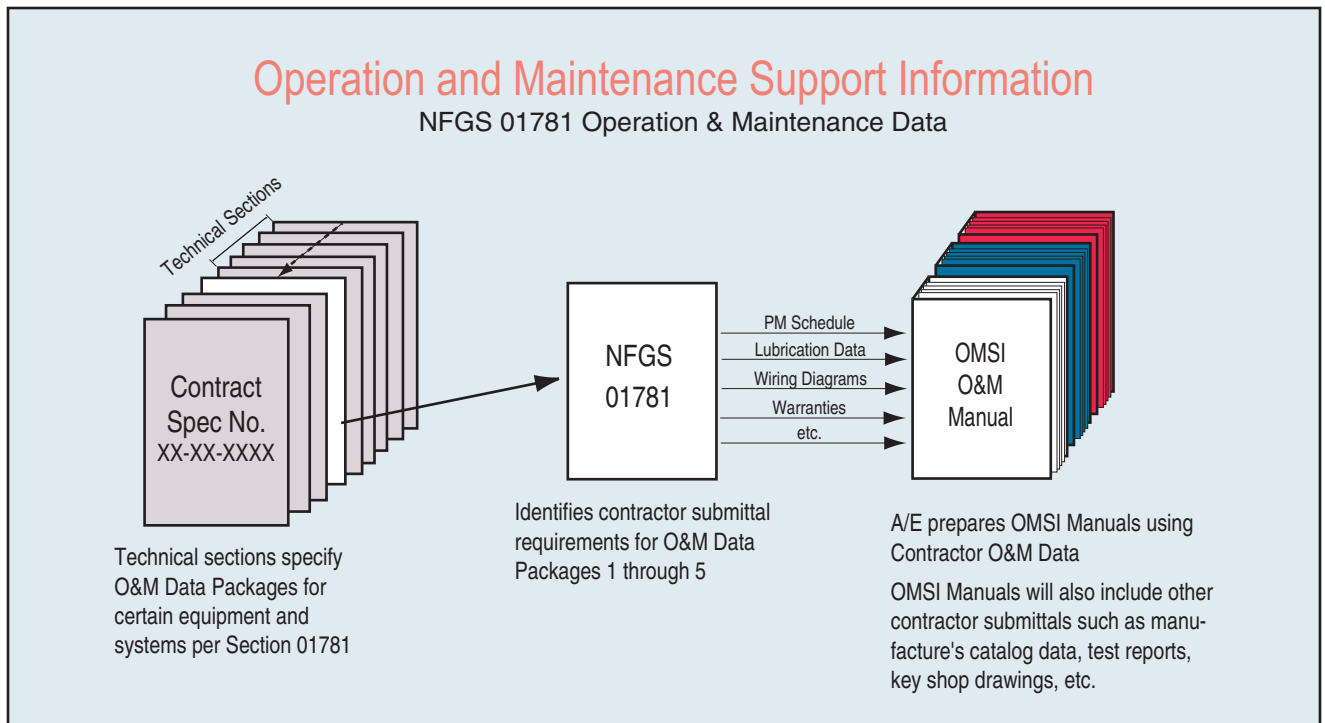 Operation and Maintenance Support Information
NFGS 01781 Operation & Maintenance Data
Technical Sections
Contract
Spec No.
XX-XX-XXXX
Technical sections specify
O&M Data Packages for
certain equipment and
systems per Section 01781
NFGS
01781
Identifies contractor submittal
requirements for O&M Data
Packages 1 through 5
PM Schedule
Lubrication Data
Wiring Diagrams
Warranties
etc.
OMSI
O&M
Manual
A/E prepares OMSI Manuals using
Contractor O&M Data
OMSI Manuals will also include other
contractor submittals such as manu-
facture's catalog data, test reports,
key shop drawings, etc.